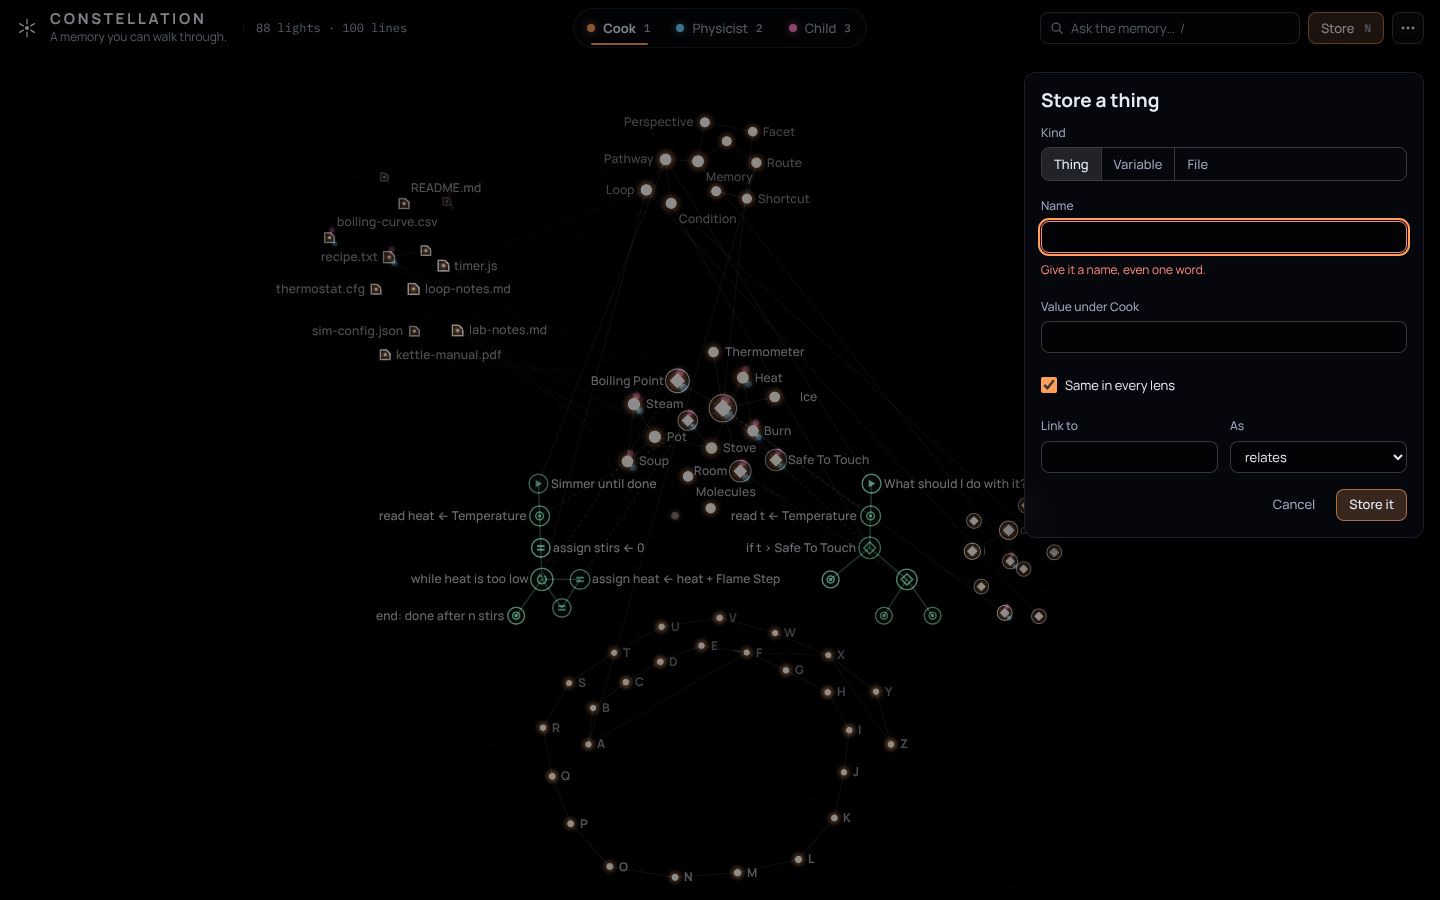 CONSTELLATION
A memory you can walk through.
88 lights · 100 lines
Cook 1
Physicist 2
Child 3
Ask the memory... /
Store N
Store a thing
Kind
Thing
Variable
File
Name
Give it a name, even one word.
Value under Cook
Same in every lens
Link to
As
relates
Cancel
Store it
Perspective
Facet
Pathway
Route
Memory
Loop
Shortcut
Condition
README.md
boiling-curve.csv
recipe.txt
timer.js
thermostat.cfg
loop-notes.md
sim-config.json
lab-notes.md
kettle-manual.pdf
Thermometer
Boiling Point
Heat
Ice
Steam
Burn
Pot
Stove
Soup
Room
Safe To Touch
Molecules
Simmer until done
What should I do with it?
read heat ← Temperature
read t ← Temperature
assign stirs ← 0
if t > Safe To Touch
while heat is too low
assign heat ← heat + Flame Step
end: done after n stirs
V
U
W
T
E
F
X
D
G
S
C
H
Y
B
R
I
A
Z
Q
J
P
K
O
L
N
M